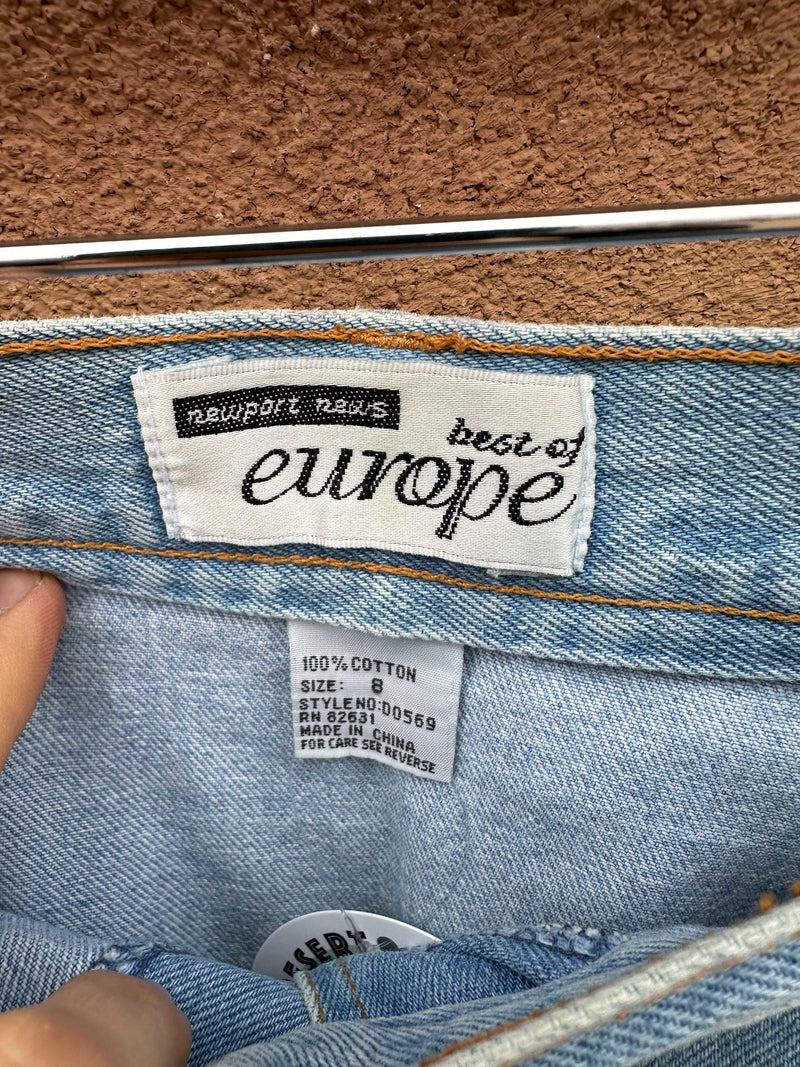 newport news
best of
europe
100% COTTON
SIZE: 8
STYLE NO:D0569
RN 82631
MADE IN CHINA
FOR CARE SEE REVERSE
ESERT